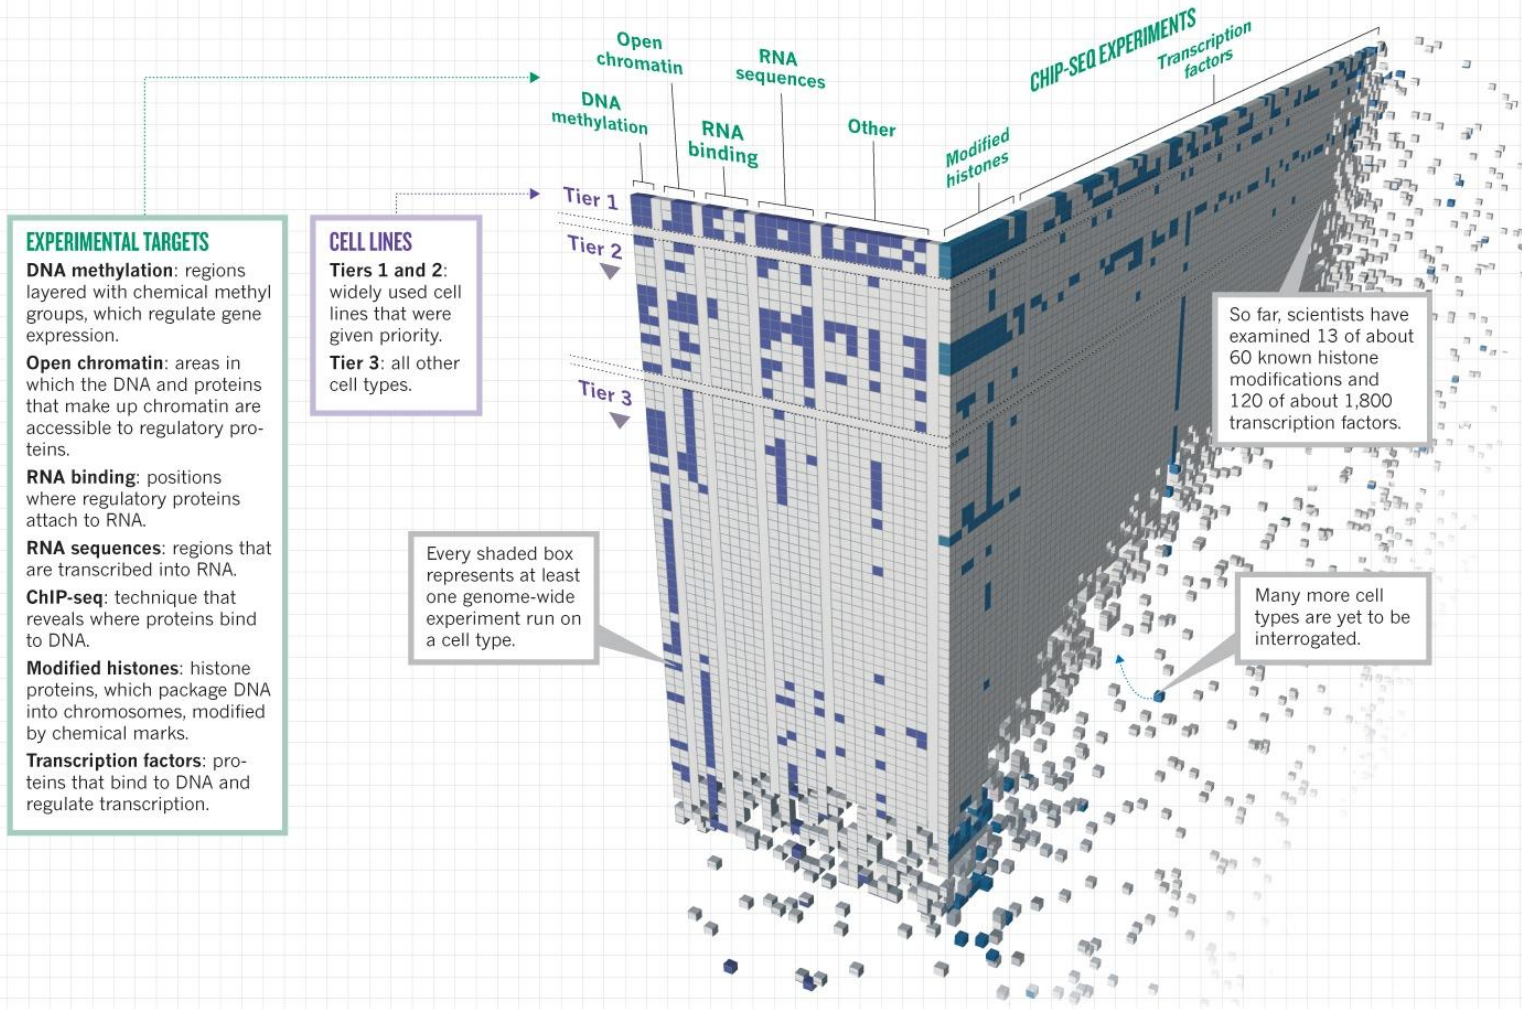 Open
chromatin
DNA
methylation
RNA
sequences
RNA
binding
Other
CHIP-SEQ EXPERIMENTS
Transcription
factors
Modified
histones
Tier 1
Tier 2
Tier 3
EXPERIMENTAL TARGETS
DNA methylation: regions
layered with chemical methyl
groups, which regulate gene
expression.
Open chromatin: areas in
which the DNA and proteins
that make up chromatin are
accessible to regulatory pro-
teins.
RNA binding: positions
where regulatory proteins
attach to RNA.
RNA sequences: regions that
are transcribed into RNA.
ChIP-seq: technique that
reveals where proteins bind
to DNA.
Modified histones: histone
proteins, which package DNA
into chromosomes, modified
by chemical marks.
Transcription factors: pro-
teins that bind to DNA and
regulate transcription.
CELL LINES
Tiers 1 and 2:
widely used cell
lines that were
given priority.
Tier 3: all other
cell types.
Every shaded box
represents at least
one genome-wide
experiment run on
a cell type.
So far, scientists have
examined 13 of about
60 known histone
modifications and
120 of about 1,800
transcription factors.
Many more cell
types are yet to be
interrogated.